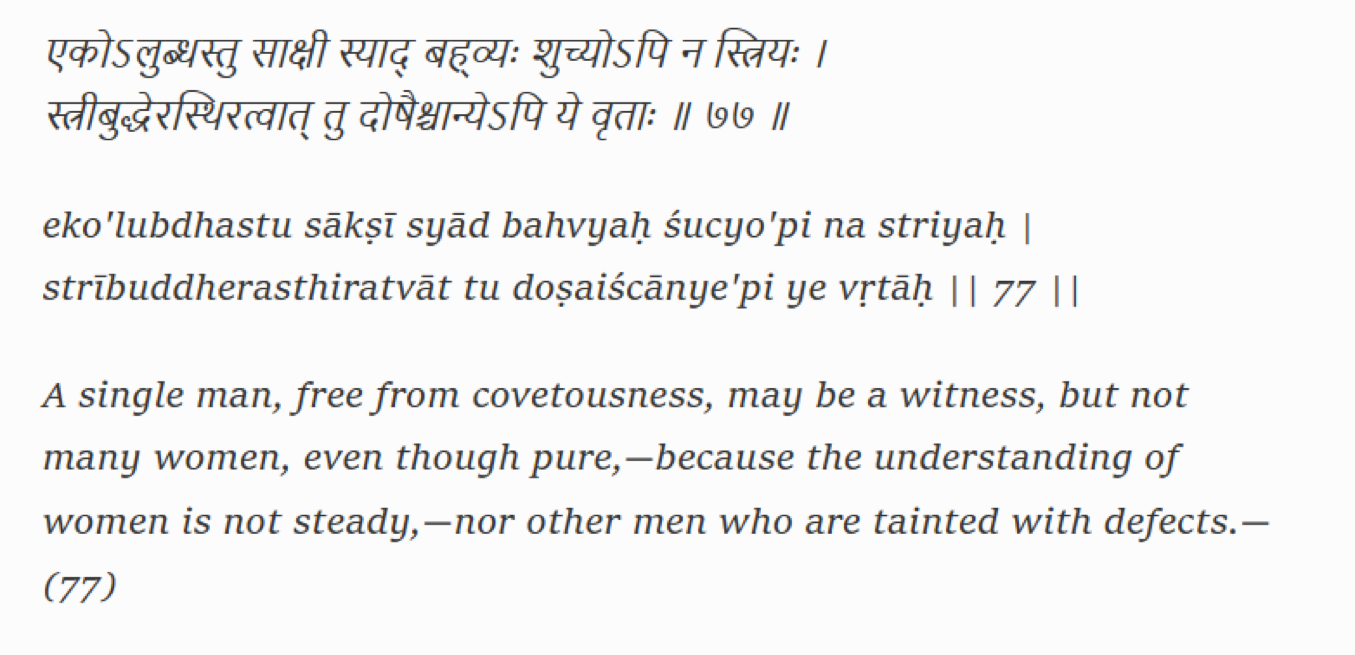 एकोऽलुब्धस्तु साक्षी स्याद् बह्व्यः शुच्योऽपि न स्त्रियः ।
स्त्रीबुद्धेरस्थिरत्वात् तु दोषैश्चान्येऽपि ये वृताः ॥ ७७ ॥
eko'lubdhastu sākṣī syād bahvyaḥ śucyo'pi na striyaḥ |
strībuddherasthiratvāt tu doṣaiścānye'pi ye vṛtāḥ || 77 ||
A single man, free from covetousness, may be a witness, but not
many women, even though pure,—because the understanding of
women is not steady,—nor other men who are tainted with defects.—
(77)